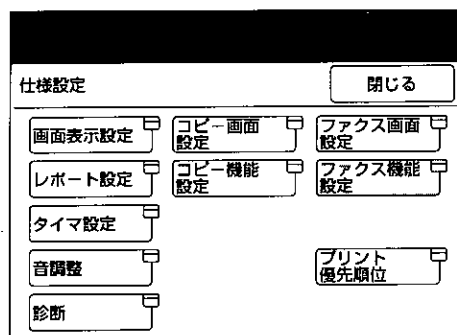 仕様設定
閉じる
画面表示設定
コピー画面
設定
ファクス画面
設定
レポート設定
コピー機能
設定
ファクス機能
設定
タイマ設定
音調整
プリント
優先順位
診断